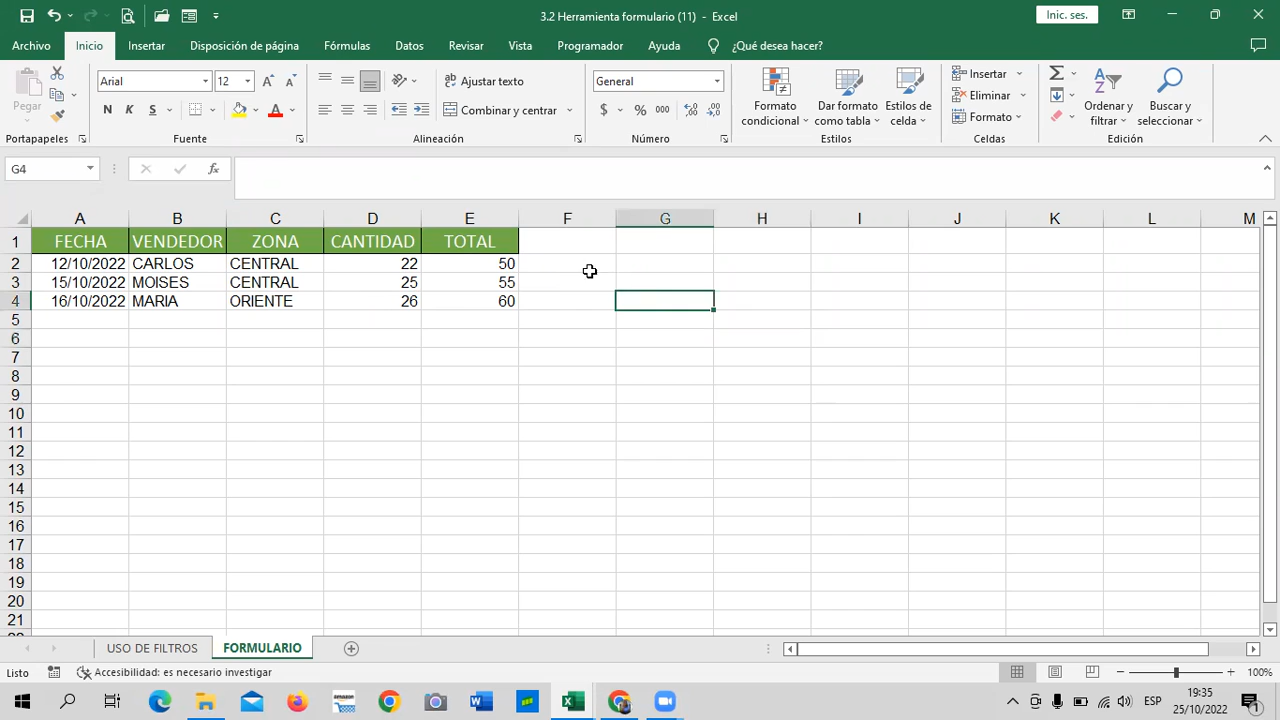 3.2 Herramienta formulario (11) - Excel
Inic. ses.
Archivo Inicio Insertar Disposición de página Fórmulas Datos Revisar Vista Programador Ayuda ¿Qué desea hacer?
Pegar
Arial 12
N K S
Ajustar texto
Combinar y centrar
General
$ % 000
Formato condicional
Dar formato como tabla
Estilos de celda
Insertar
Eliminar
Formato
Ordenar y filtrar
Buscar y seleccionar
Portapapeles Fuente Alineación Número Estilos Celdas Edición
G4 fx
A B C D E F G H I J K L M
1 FECHA VENDEDOR ZONA CANTIDAD TOTAL
2 12/10/2022 CARLOS CENTRAL 22 50
3 15/10/2022 MOISES CENTRAL 25 55
4 16/10/2022 MARIA ORIENTE 26 60
5
6
7
8
9
10
11
12
13
14
15
16
17
18
19
20
21
USO DE FILTROS FORMULARIO
Listo Accesibilidad: es necesario investigar 100%
amazon ESP 19:35
25/10/2022